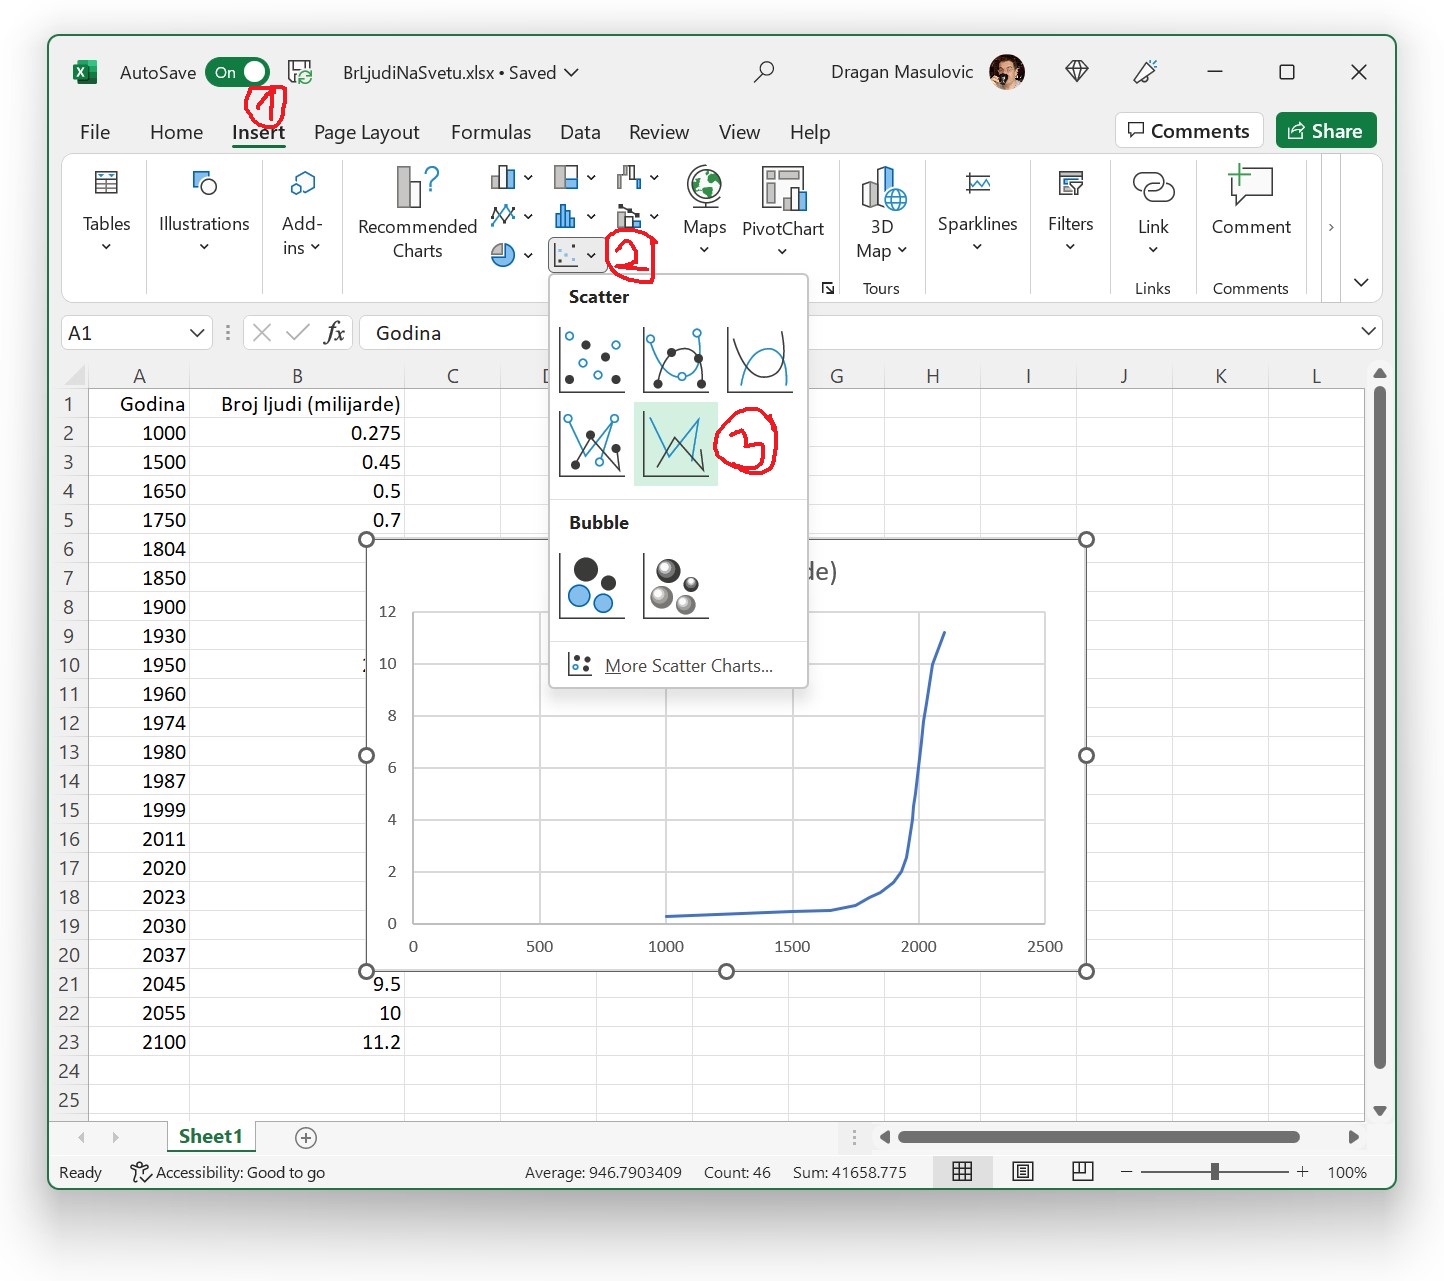 AutoSave On BrLjudiNaSvetu.xlsx • Saved Dragan Masulovic
1
File Home Insert Page Layout Formulas Data Review View Help Comments Share
Tables Illustrations Add-ins Recommended Charts Maps PivotChart 3D Map Sparklines Filters Link Comment
2
Tours Links Comments
A1 fx Godina
Scatter
3
Bubble
More Scatter Charts...
A B C G H I J K L
1 Godina Broj ljudi (milijarde)
2 1000 0.275
3 1500 0.45
4 1650 0.5
5 1750 0.7
6 1804
7 1850
8 1900
9 1930
10 1950
11 1960
12 1974
13 1980
14 1987
15 1999
16 2011
17 2020
18 2023
19 2030
20 2037
21 2045 9.5
22 2055 10
23 2100 11.2
24
25
de)
12
10
8
6
4
2
0
0 500 1000 1500 2000 2500
Sheet1
Ready Accessibility: Good to go Average: 946.7903409 Count: 46 Sum: 41658.775 100%